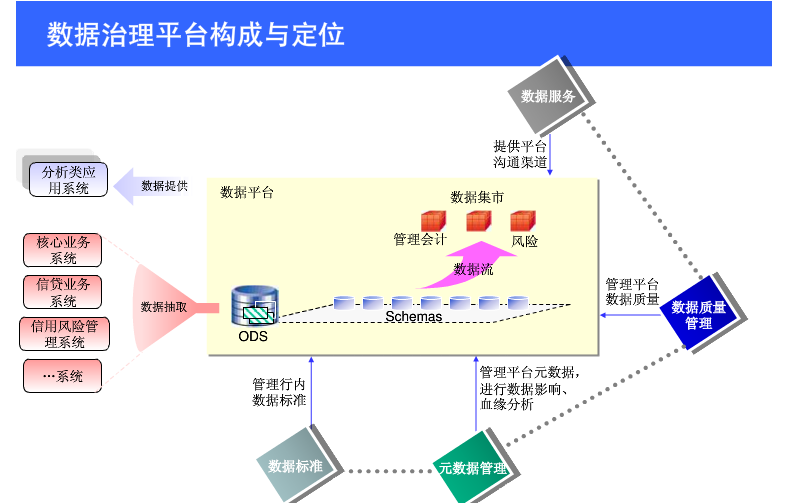 数据治理平台构成与定位
数据服务
提供平台
沟通渠道
分析类应
用系统
数据提供
数据平台
数据集市
管理会计
风险
数据流
核心业务
系统
信贷业务
系统
信用风险管
理系统
…系统
数据抽取
ODS
Schemas
管理平台
数据质量
数据质量
管理
管理行内
数据标准
管理平台元数据，
进行数据影响、
血缘分析
数据标准
元数据管理